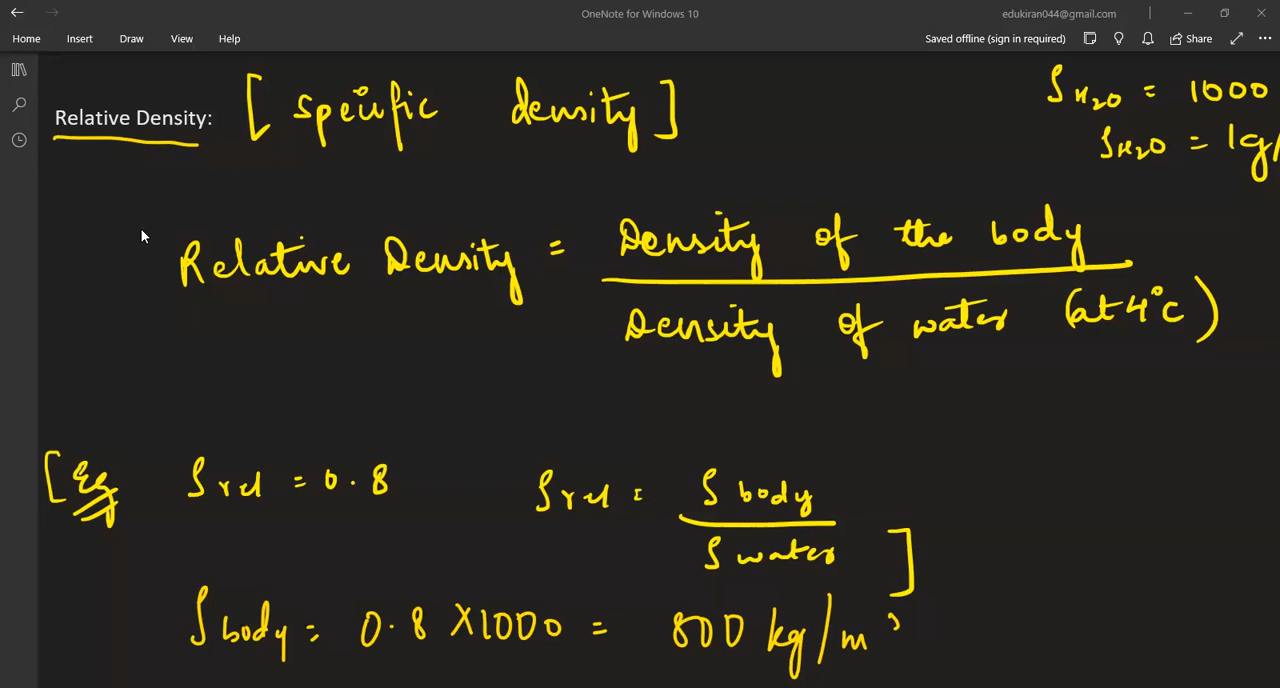 OneNote for Windows 10
edukiran044@gmail.com
Home Insert Draw View Help
Saved offline (sign in required) Share
Relative Density: [ specific density ]
ρH₂O = 1000
ρH₂O = 1g/
Relative Density = Density of the body
Density of water (at 4°C)
[ Eg ρrel = 0.8 ρrel = ρbody
ρwater ]
ρbody = 0.8 X 1000 = 800 kg/m³